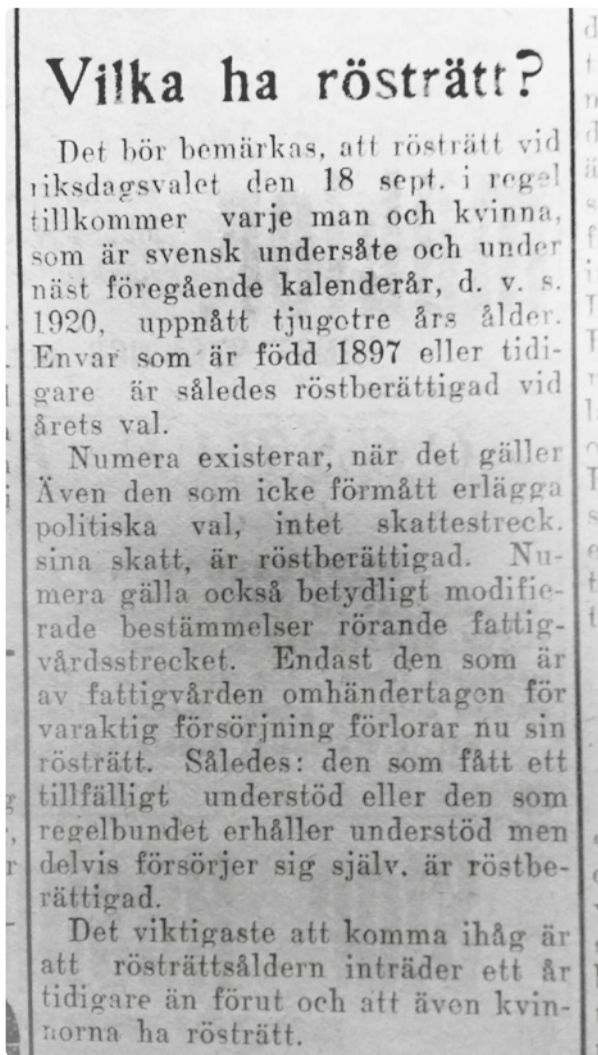 Vilka ha rösträtt?
Det bör bemärkas, att rösträtt vid
riksdagsvalet den 18 sept. i regel
tillkommer varje man och kvinna,
som är svensk undersåte och under
näst föregående kalenderår, d. v. s.
1920, uppnått tjugotre års ålder.
Envar som är född 1897 eller tidi-
gare är således röstberättigad vid
årets val.
Numera existerar, när det gäller
Även den som icke förmått erlägga
politiska val, intet skattestreck.
sina skatt, är röstberättigad. Nu-
mera gälla också betydligt modifie-
rade bestämmelser rörande fattig-
vårdsstrecket. Endast den som är
av fattigvården omhändertagen för
varaktig försörjning förlorar nu sin
rösträtt. Således: den som fått ett
tillfälligt understöd eller den som
regelbundet erhåller understöd men
delvis försörjer sig själv. är röstbe-
rättigad.
Det viktigaste att komma ihåg är
att rösträttsåldern inträder ett år
tidigare än förut och att även kvin-
norna ha rösträtt.